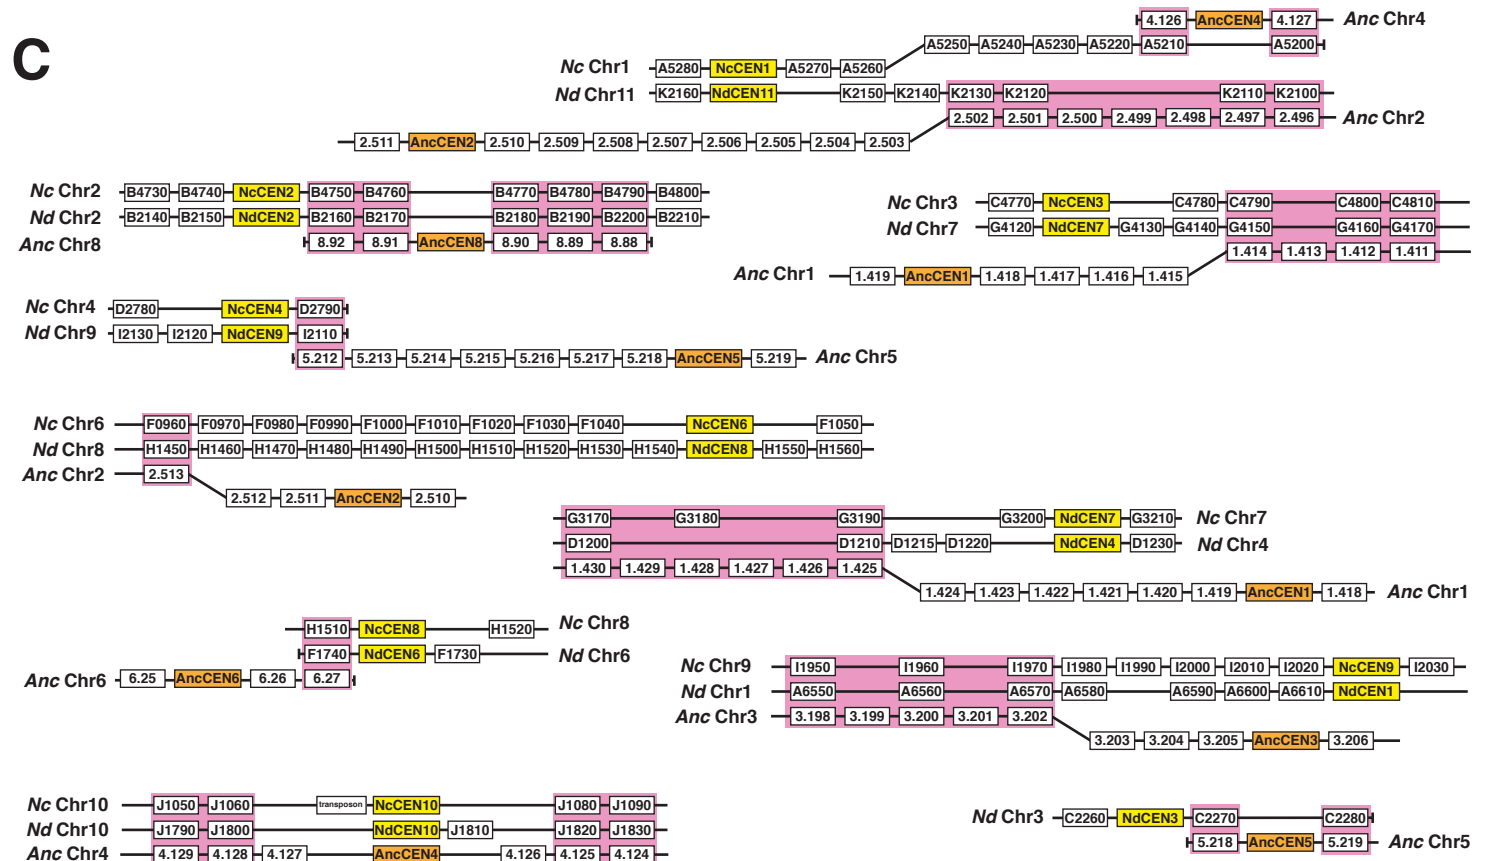 C
4.126 AncCEN4 4.127 Anc Chr4
A5250 A5240 A5230 A5220 A5210 A5200
Nc Chr1 A5280 NcCEN1 A5270 A5260
Nd Chr11 K2160 NdCEN11 K2150 K2140 K2130 K2120 K2110 K2100
2.502 2.501 2.500 2.499 2.498 2.497 2.496 Anc Chr2
2.511 AncCEN2 2.510 2.509 2.508 2.507 2.506 2.505 2.504 2.503
Nc Chr2 B4730 B4740 NcCEN2 B4750 B4760 B4770 B4780 B4790 B4800
Nd Chr2 B2140 B2150 NdCEN2 B2160 B2170 B2180 B2190 B2200 B2210
Anc Chr8 8.92 8.91 AncCEN8 8.90 8.89 8.88
Nc Chr3 C4770 NcCEN3 C4780 C4790 C4800 C4810
Nd Chr7 G4120 NdCEN7 G4130 G4140 G4150 G4160 G4170
1.414 1.413 1.412 1.411
Anc Chr1 1.419 AncCEN1 1.418 1.417 1.416 1.415
Nc Chr4 D2780 NcCEN4 D2790
Nd Chr9 I2130 I2120 NdCEN9 I2110
5.212 5.213 5.214 5.215 5.216 5.217 5.218 AncCEN5 5.219 Anc Chr5
Nc Chr6 F0960 F0970 F0980 F0990 F1000 F1010 F1020 F1030 F1040 NcCEN6 F1050
Nd Chr8 H1450 H1460 H1470 H1480 H1490 H1500 H1510 H1520 H1530 H1540 NdCEN8 H1550 H1560
Anc Chr2 2.513
2.512 2.511 AncCEN2 2.510
G3170 G3180 G3190 G3200 NdCEN7 G3210 Nc Chr7
D1200 D1210 D1215 D1220 NdCEN4 D1230 Nd Chr4
1.430 1.429 1.428 1.427 1.426 1.425
1.424 1.423 1.422 1.421 1.420 1.419 AncCEN1 1.418 Anc Chr1
H1510 NcCEN8 H1520 Nc Chr8
F1740 NdCEN6 F1730 Nd Chr6
Anc Chr6 6.25 AncCEN6 6.26 6.27
Nc Chr9 I1950 I1960 I1970 I1980 I1990 I2000 I2010 I2020 NcCEN9 I2030
Nd Chr1 A6550 A6560 A6570 A6580 A6590 A6600 A6610 NdCEN1
Anc Chr3 3.198 3.199 3.200 3.201 3.202
3.203 3.204 3.205 AncCEN3 3.206
Nc Chr10 J1050 J1060 transposon NcCEN10 J1080 J1090
Nd Chr10 J1790 J1800 NdCEN10 J1810 J1820 J1830
Anc Chr4 4.129 4.128 4.127 AncCEN4 4.126 4.125 4.124
Nd Chr3 C2260 NdCEN3 C2270 C2280
5.218 AncCEN5 5.219 Anc Chr5